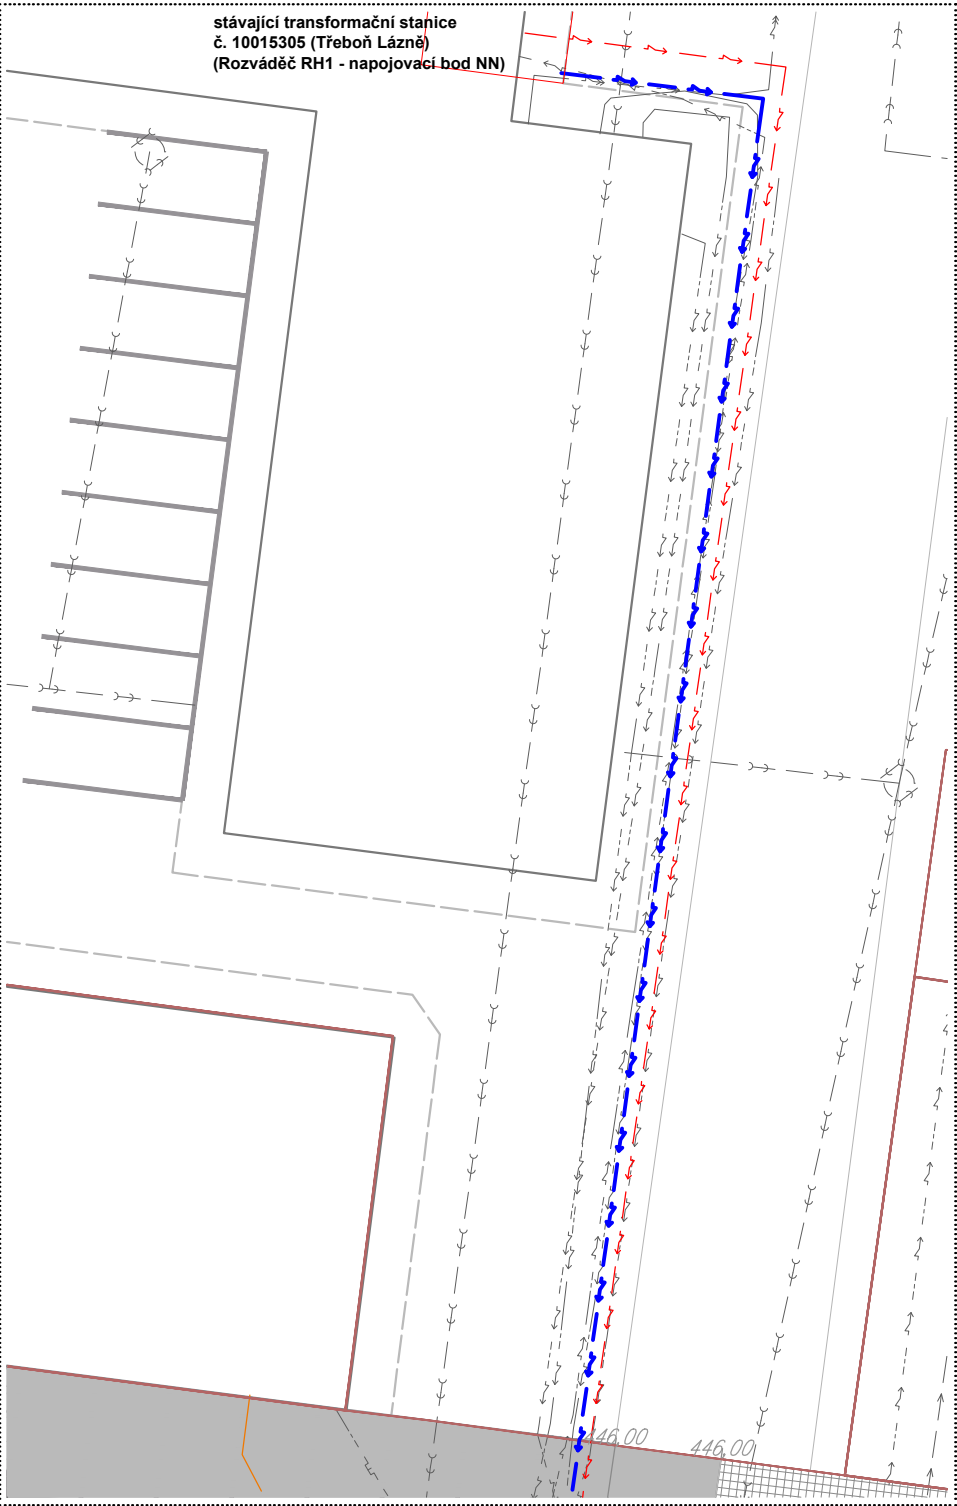 stávající transformační stanice
č. 10015305 (Třeboň Lázně)
(Rozváděč RH1 - napojovací bod NN)
446,00
446,00